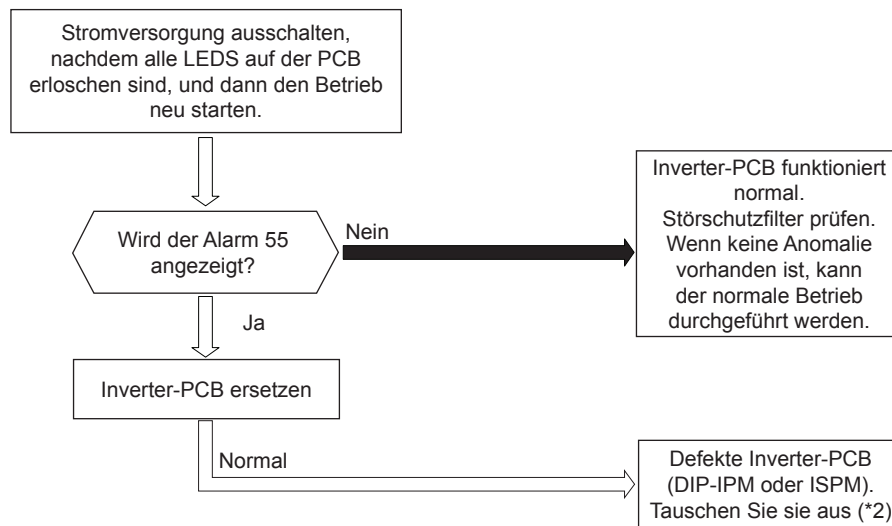 Stromversorgung ausschalten,
nachdem alle LEDS auf der PCB
erloschen sind, und dann den Betrieb
neu starten.
Wird der Alarm 55
angezeigt?
Nein
Inverter-PCB funktioniert
normal.
Störschutzfilter prüfen.
Wenn keine Anomalie
vorhanden ist, kann
der normale Betrieb
durchgeführt werden.
Ja
Inverter-PCB ersetzen
Normal
Defekte Inverter-PCB
(DIP-IPM oder ISPM).
Tauschen Sie sie aus (*2)